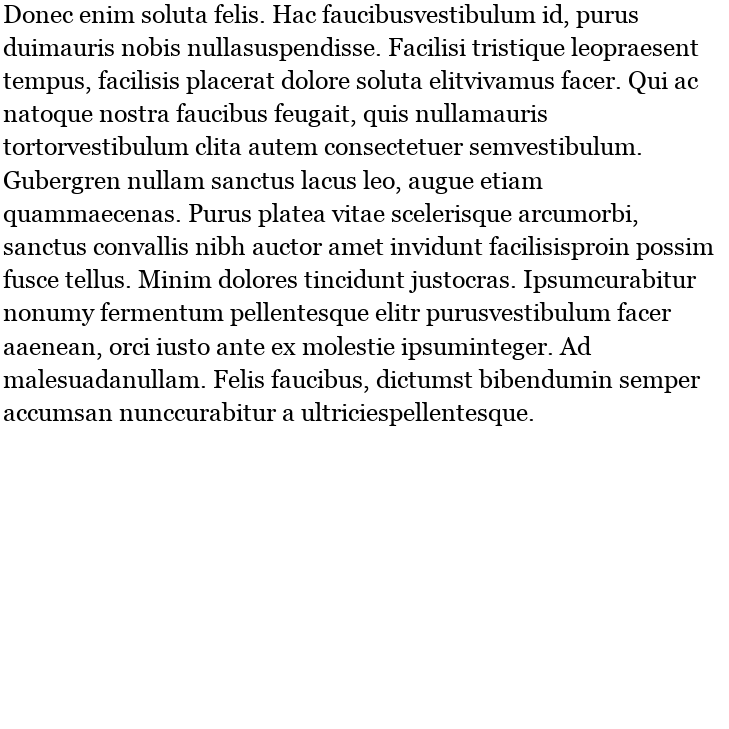 Donec enim soluta felis. Hac faucibusvestibulum id, purus
duimauris nobis nullasuspendisse. Facilisi tristique leopraesent
tempus, facilisis placerat dolore soluta elitvivamus facer. Qui ac
natoque nostra faucibus feugait, quis nullamauris
tortorvestibulum clita autem consectetuer semvestibulum.
Gubergren nullam sanctus lacus leo, augue etiam
quammaecenas. Purus platea vitae scelerisque arcumorbi,
sanctus convallis nibh auctor amet invidunt facilisisproin possim
fusce tellus. Minim dolores tincidunt justocras. Ipsumcurabitur
nonumy fermentum pellentesque elitr purusvestibulum facer
aaenean, orci iusto ante ex molestie ipsuminteger. Ad
malesuadanullam. Felis faucibus, dictumst bibendumin semper
accumsan nunccurabitur a ultriciespellentesque.